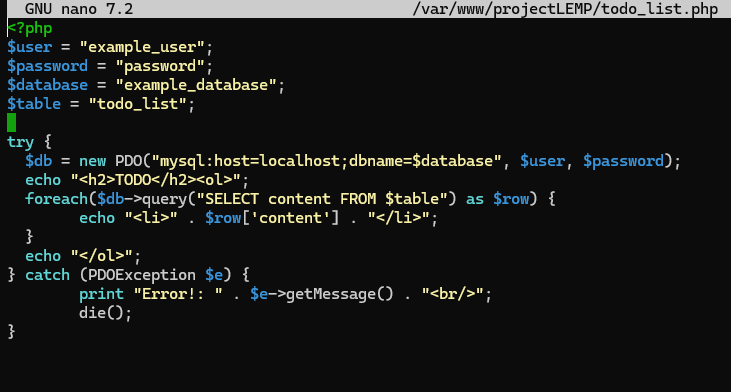 GNU nano 7.2 /var/www/projectLEMP/todo_list.php
<?php
$user = "example_user";
$password = "password";
$database = "example_database";
$table = "todo_list";
try {
  $db = new PDO("mysql:host=localhost;dbname=$database", $user, $password);
  echo "<h2>TODO</h2><ol>";
  foreach($db->query("SELECT content FROM $table") as $row) {
        echo "<li>" . $row['content'] . "</li>";
  }
  echo "</ol>";
} catch (PDOException $e) {
        print "Error!: " . $e->getMessage() . "<br/>";
        die();
}